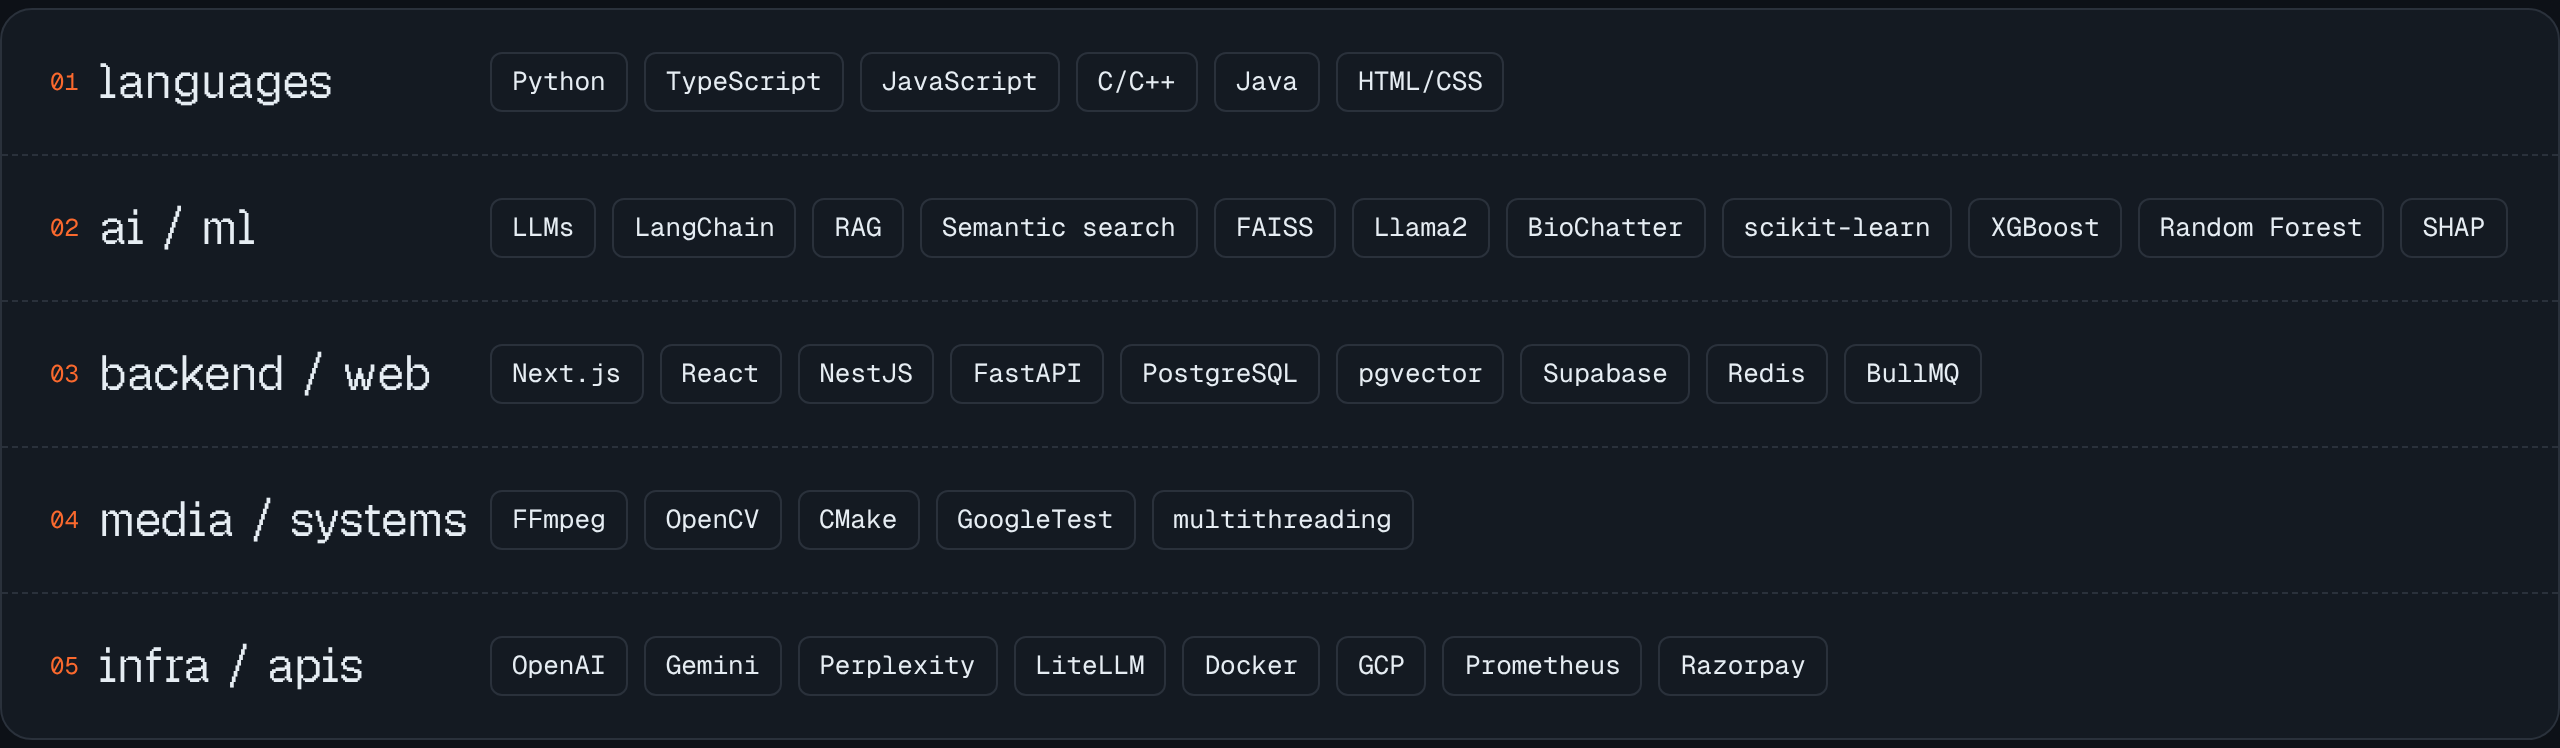 01 languages Python TypeScript JavaScript C/C++ Java HTML/CSS
02 ai / ml LLMs LangChain RAG Semantic search FAISS Llama2 BioChatter scikit-learn XGBoost Random Forest SHAP
03 backend / web Next.js React NestJS FastAPI PostgreSQL pgvector Supabase Redis BullMQ
04 media / systems FFmpeg OpenCV CMake GoogleTest multithreading
05 infra / apis OpenAI Gemini Perplexity LiteLLM Docker GCP Prometheus Razorpay